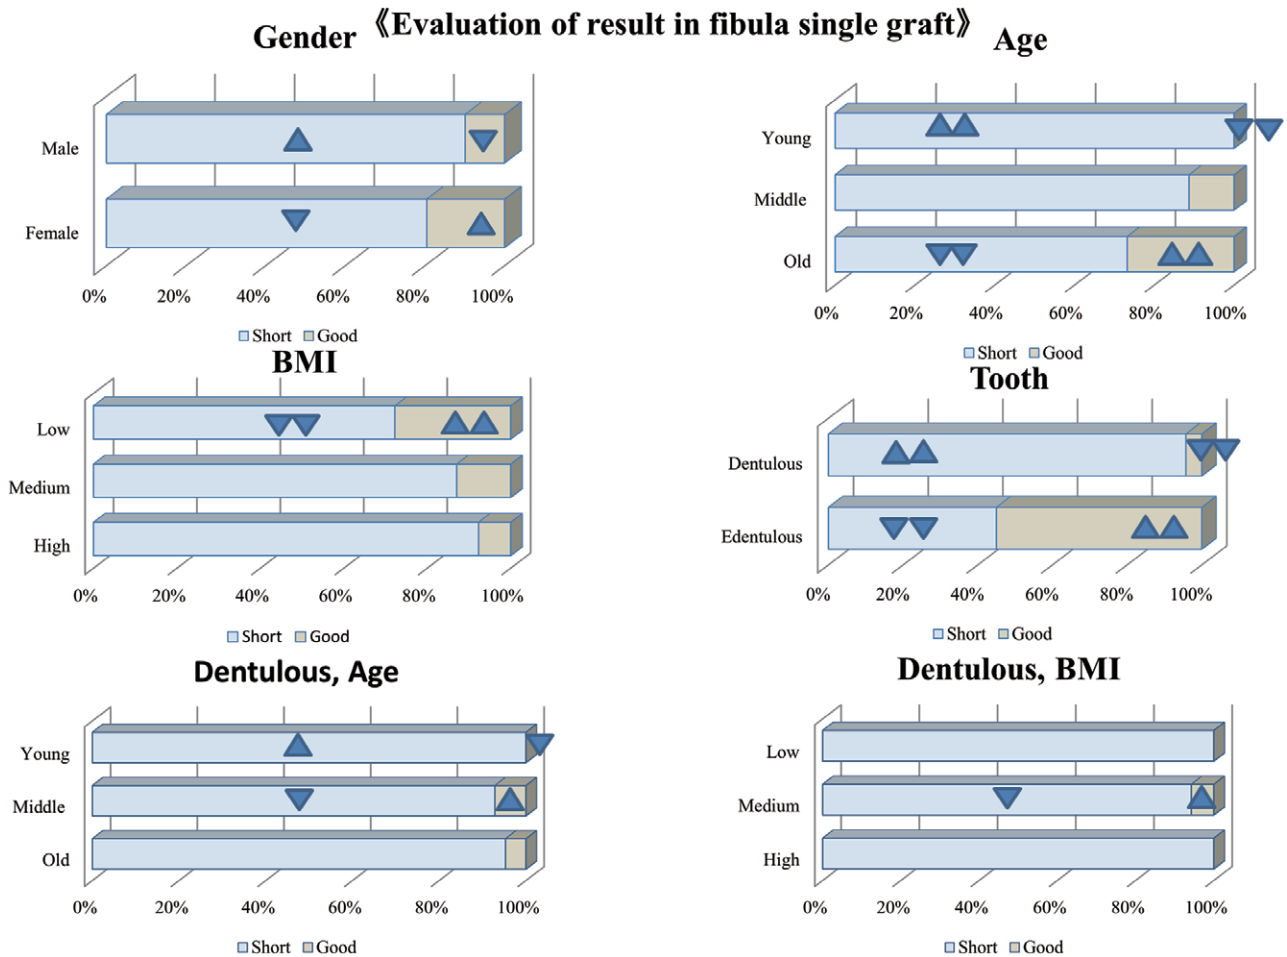 《Evaluation of result in fibula single graft》
Gender
Male
Female
0% 20% 40% 60% 80% 100%
Short Good
Age
Young
Middle
Old
0% 20% 40% 60% 80% 100%
Short Good
BMI
Low
Medium
High
0% 20% 40% 60% 80% 100%
Short Good
Tooth
Dentulous
Edentulous
0% 20% 40% 60% 80% 100%
Short Good
Dentulous, Age
Young
Middle
Old
0% 20% 40% 60% 80% 100%
Short Good
Dentulous, BMI
Low
Medium
High
0% 20% 40% 60% 80% 100%
Short Good